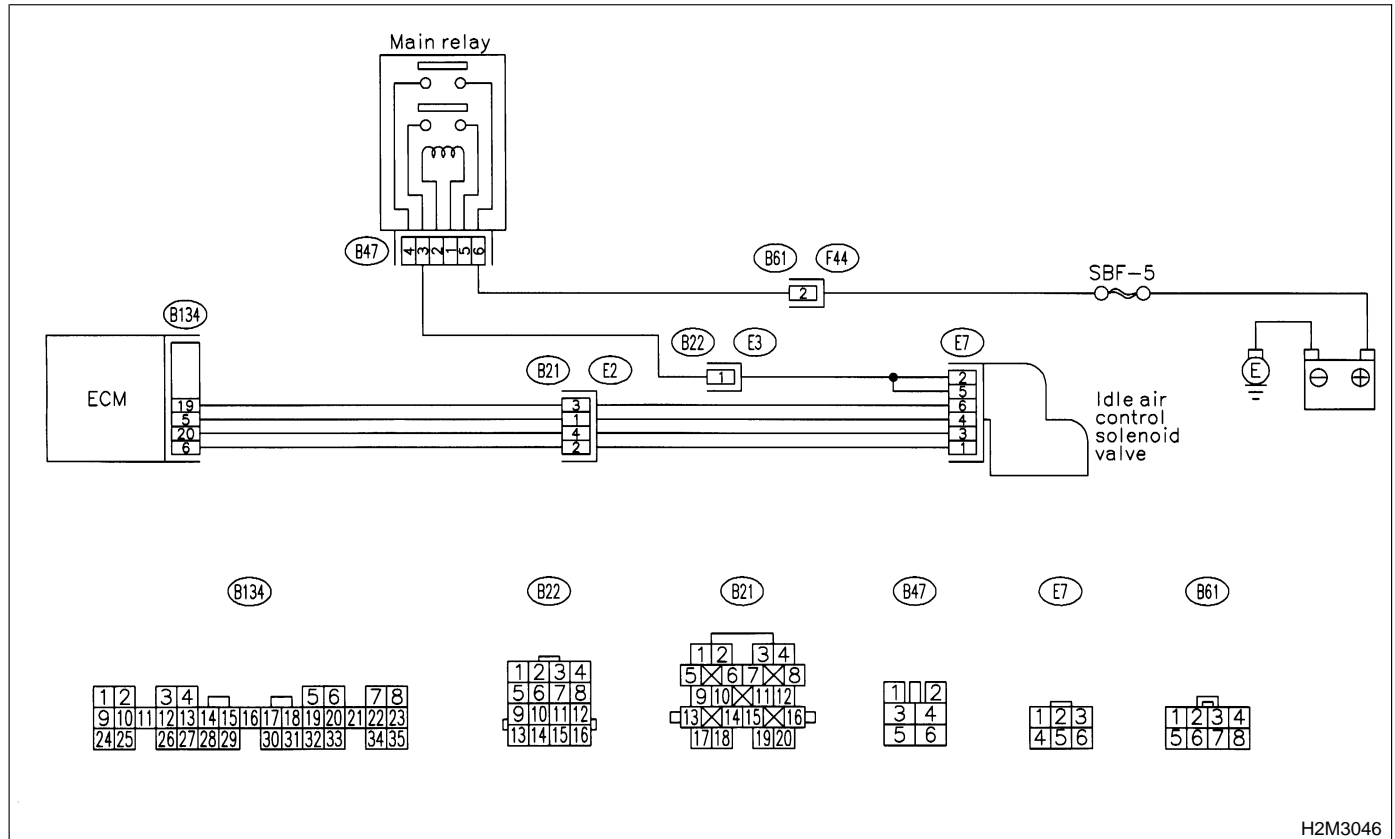 Main relay
B47
4 3 2 1 5 6
B61 F44
2
SBF-5
B134
B22 E3
1
E7
B21 E2
ECM
19
5
20
6
3
1
4
2
2
5
6
4
3
1
Idle air
control
solenoid
valve
E
⊖ ⊕
B134
1 2 3 4 5 6 7 8
9 10 11 12 13 14 15 16 17 18 19 20 21 22 23
24 25 26 27 28 29 30 31 32 33 34 35
B22
1 2 3 4
5 6 7 8
9 10 11 12
13 14 15 16
B21
1 2 3 4
5 6 7 8
9 10 11 12
13 14 15 16
17 18 19 20
B47
1 2
3 4
5 6
E7
1 2 3
4 5 6
B61
1 2 3 4
5 6 7 8
H2M3046